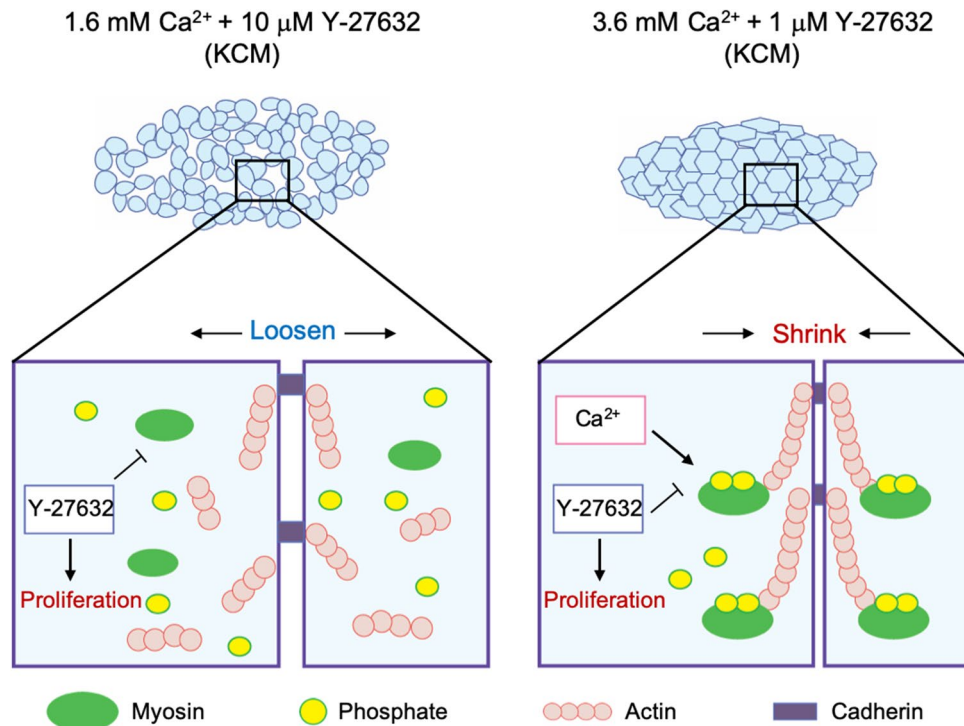 1.6 mM Ca²⁺ + 10 μM Y-27632
(KCM)
3.6 mM Ca²⁺ + 1 μM Y-27632
(KCM)
Loosen
Shrink
Y-27632
Proliferation
Ca²⁺
Y-27632
Proliferation
Myosin
Phosphate
Actin
Cadherin